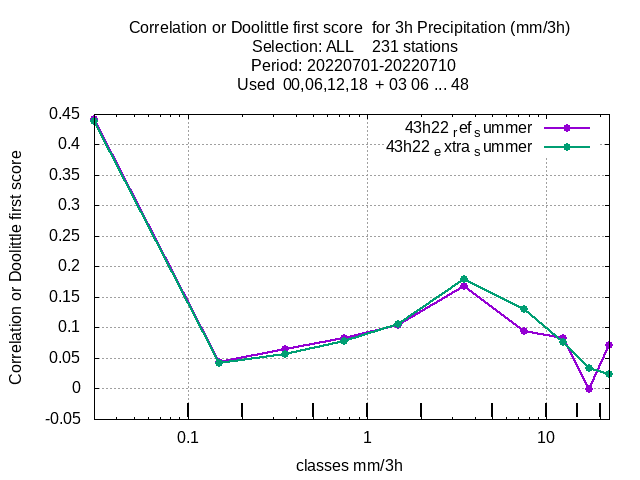 Correlation or Doolittle first score  for 3h Precipitation (mm/3h)
Selection: ALL    231 stations
Period: 20220701-20220710
Used  00,06,12,18  + 03 06 ... 48
43h22 ref summer
43h22 extra summer
Correlation or Doolittle first score
0.45
0.4
0.35
0.3
0.25
0.2
0.15
0.1
0.05
0
-0.05
0.1
1
10
classes mm/3h